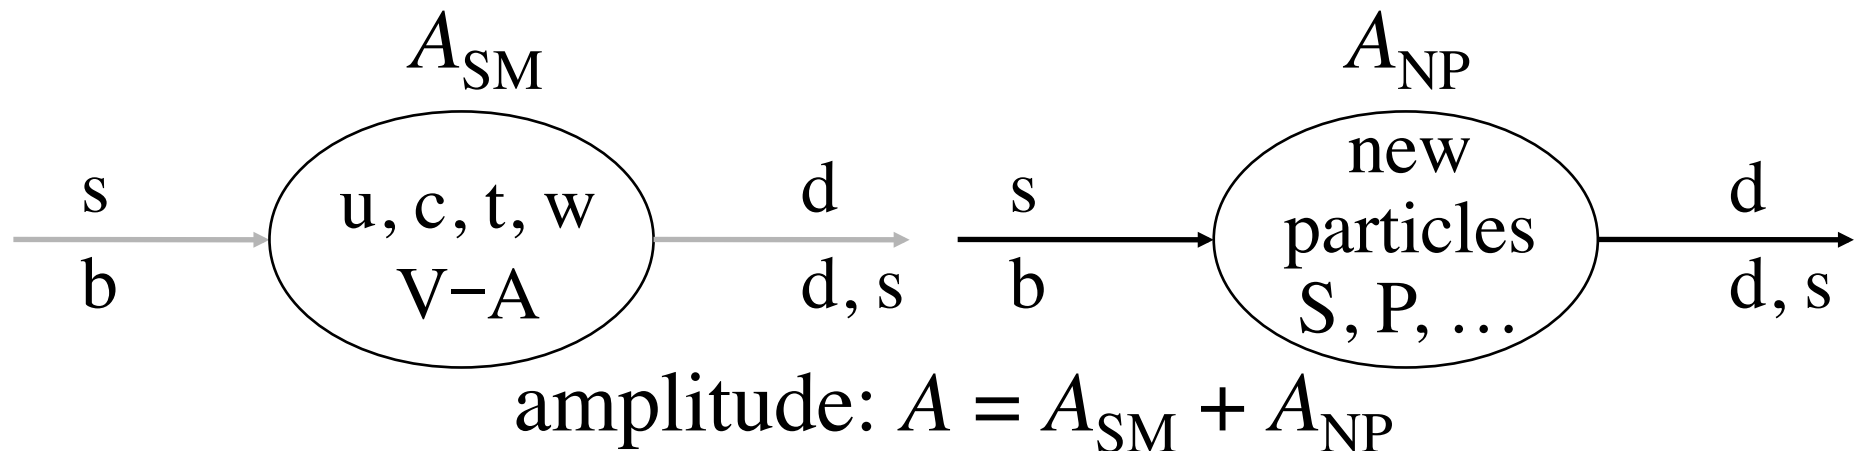 A_SM
s
b
u, c, t, w
V−A
d
d, s
A_NP
s
b
new
particles
S, P, …
d
d, s
amplitude: A = A_SM + A_NP